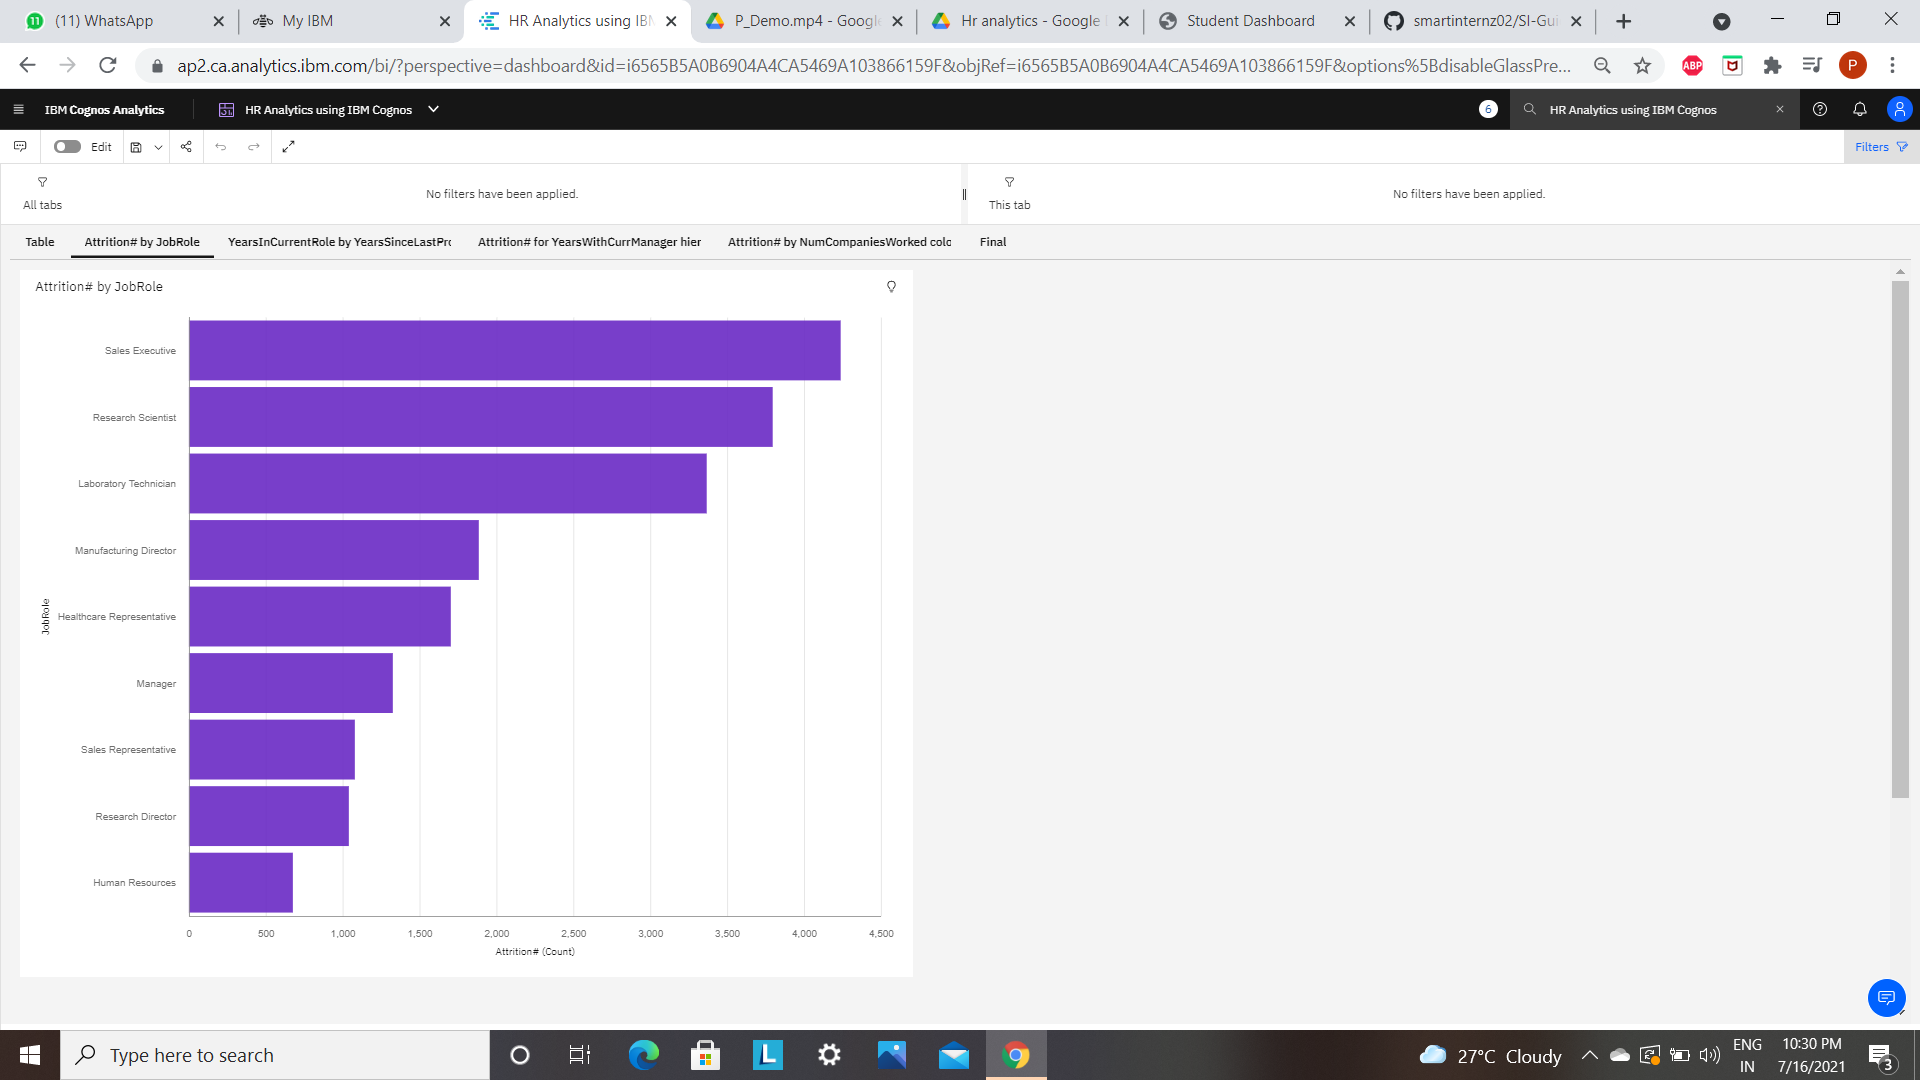 11 (11) WhatsApp
My IBM
HR Analytics using IBM
P_Demo.mp4 - Google
Hr analytics - Google
Student Dashboard
smartinternz02/SI-Gui
ap2.ca.analytics.ibm.com/bi/?perspective=dashboard&id=i6565B5A0B6904A4CA5469A103866159F&objRef=i6565B5A0B6904A4CA5469A103866159F&options%5BdisableGlassPre...
ABP
P
IBM Cognos Analytics
HR Analytics using IBM Cognos
6
HR Analytics using IBM Cognos
Edit
Filters
All tabs
No filters have been applied.
This tab
No filters have been applied.
Table
Attrition# by JobRole
YearsInCurrentRole by YearsSinceLastPro
Attrition# for YearsWithCurrManager hier
Attrition# by NumCompaniesWorked colo
Final
Attrition# by JobRole
Sales Executive
Research Scientist
Laboratory Technician
Manufacturing Director
Healthcare Representative
Manager
Sales Representative
Research Director
Human Resources
JobRole
0 500 1,000 1,500 2,000 2,500 3,000 3,500 4,000 4,500
Attrition# (Count)
Type here to search
L
27°C Cloudy
ENG
IN
10:30 PM
7/16/2021
3